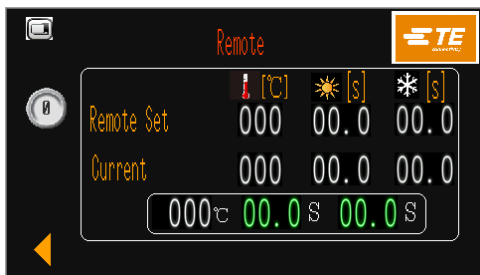 Remote
TE
connectivity
0
[°C] [s] [s]
Remote Set 000 00.0 00.0
Current 000 00.0 00.0
000°C 00.0 S 00.0 S